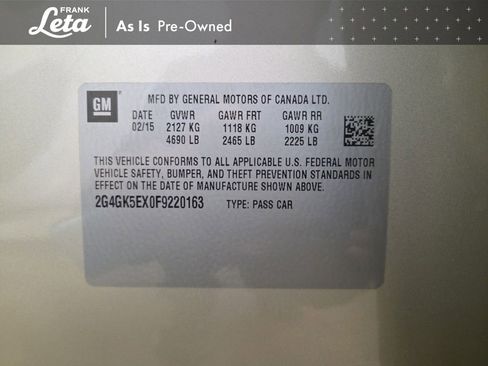 FRANK
Leta
As Is Pre-Owned
GM
MFD BY GENERAL MOTORS OF CANADA LTD.
DATE GVWR GAWR FRT GAWR RR
02/15 2127 KG 1118 KG 1009 KG
4690 LB 2465 LB 2225 LB
THIS VEHICLE CONFORMS TO ALL APPLICABLE U.S. FEDERAL MOTOR
VEHICLE SAFETY, BUMPER, AND THEFT PREVENTION STANDARDS IN
EFFECT ON THE DATE OF MANUFACTURE SHOWN ABOVE.
2G4GK5EX0F9220163 TYPE: PASS CAR